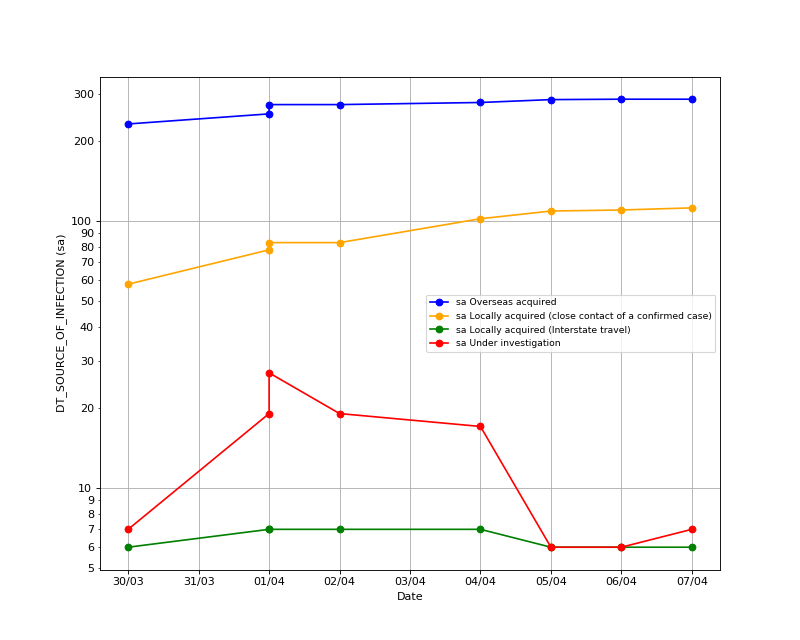 300
200
100
90
80
70
60
50
40
30
20
10
9
8
7
6
5
DT_SOURCE_OF_INFECTION (sa)
sa Overseas acquired
sa Locally acquired (close contact of a confirmed case)
sa Locally acquired (Interstate travel)
sa Under investigation
30/03 31/03 01/04 02/04 03/04 04/04 05/04 06/04 07/04
Date